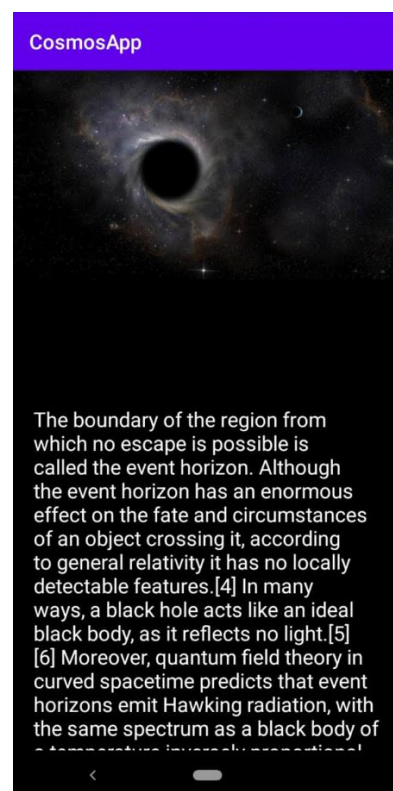 CosmosApp
The boundary of the region from
which no escape is possible is
called the event horizon. Although
the event horizon has an enormous
effect on the fate and circumstances
of an object crossing it, according
to general relativity it has no locally
detectable features.[4] In many
ways, a black hole acts like an ideal
black body, as it reflects no light.[5]
[6] Moreover, quantum field theory in
curved spacetime predicts that event
horizons emit Hawking radiation, with
the same spectrum as a black body of
a temperature inversely proportional